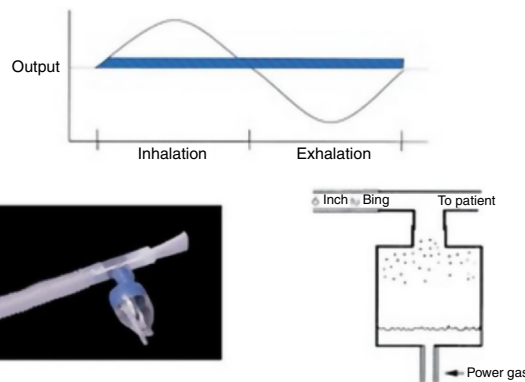 Output
Inhalation Exhalation
Inch Bing To patient
Power gas